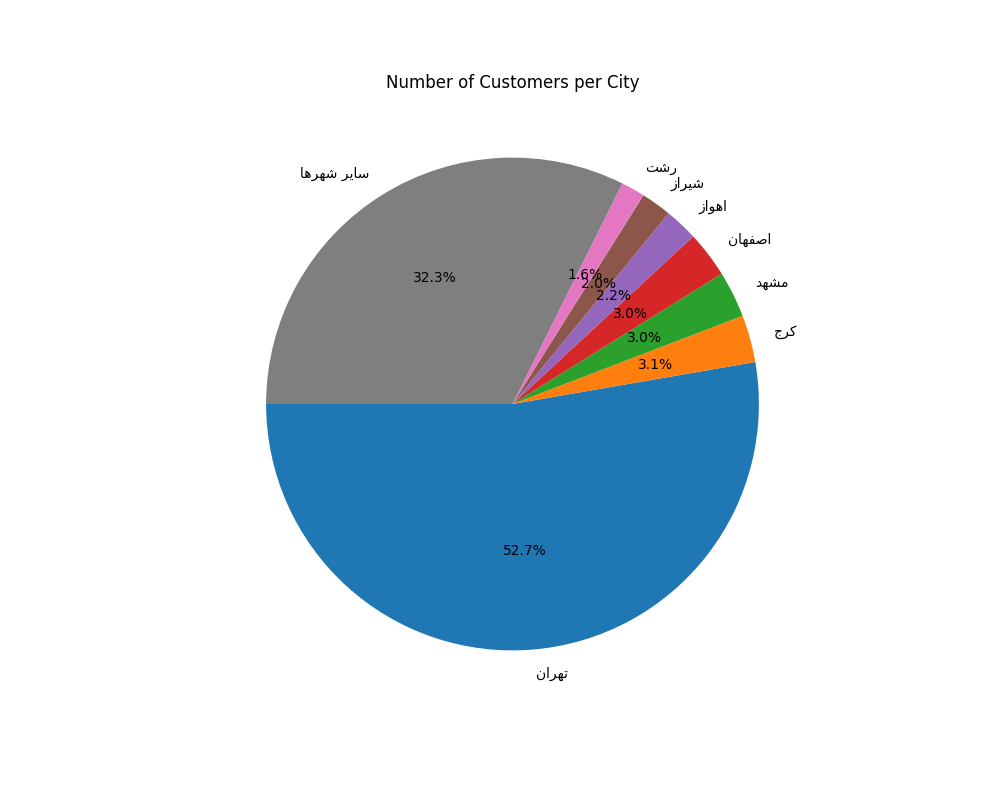 Number of Customers per City
رشت
سایر شهرها
شیراز
اهواز
اصفهان
1.6%
32.3%
2.0%
مشهد
2.2%
3.0%
کرج
3.0%
3.1%
52.7%
تهران